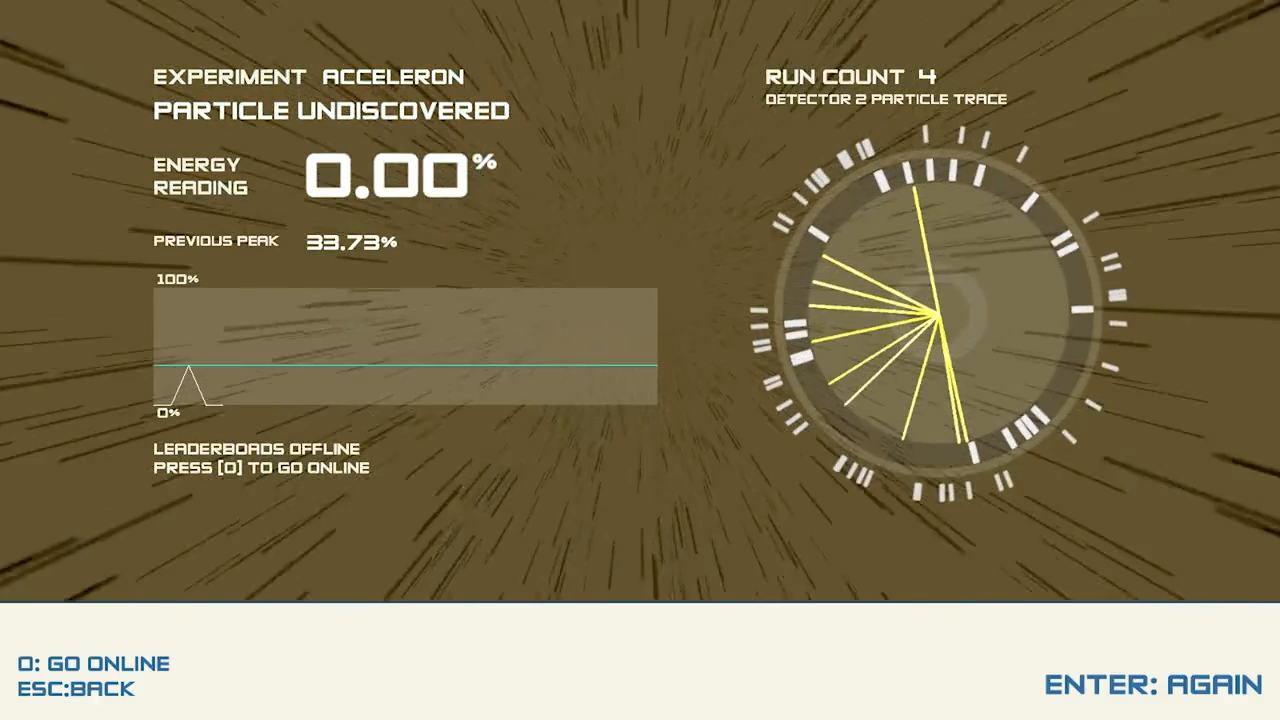 EXPERIMENT ACCELERON
PARTICLE UNDISCOVERED
ENERGY READING 0.00%
PREVIOUS PEAK 33.73%
100%
0%
LEADERBOADS OFFLINE
PRESS [O] TO GO ONLINE
RUN COUNT 4
DETECTOR 2 PARTICLE TRACE
O: GO ONLINE
ESC:BACK
ENTER: AGAIN